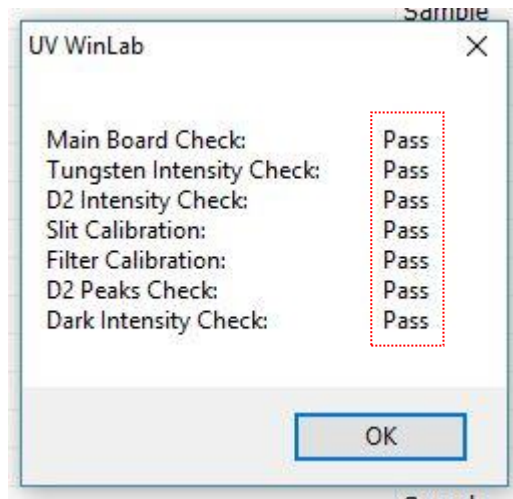 Sample
UV WinLab
Main Board Check: Pass
Tungsten Intensity Check: Pass
D2 Intensity Check: Pass
Slit Calibration: Pass
Filter Calibration: Pass
D2 Peaks Check: Pass
Dark Intensity Check: Pass
OK